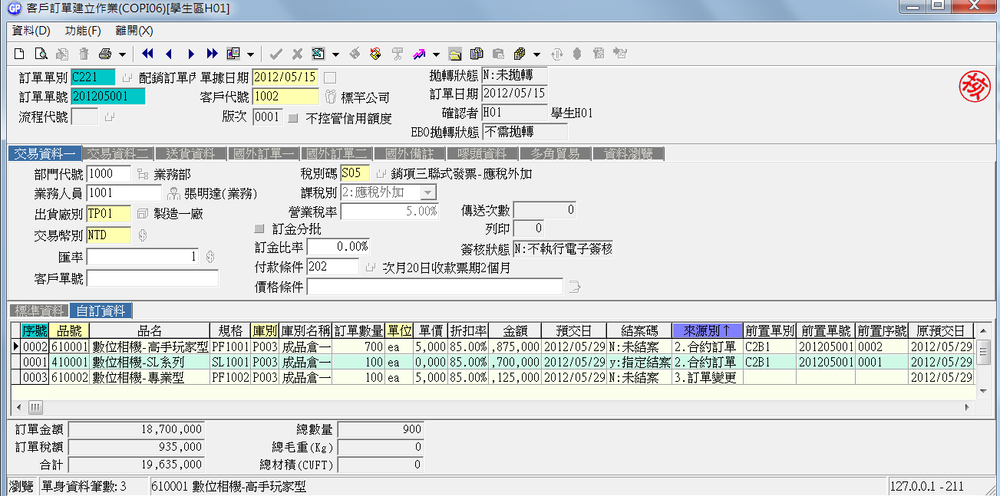 GP 客戶訂單建立作業(COPI06)[學生區H01]
資料(D) 功能(F) 離開(X)
訂單單別 C221 配銷訂單 單據日期 2012/05/15 拋轉狀態 N:未拋轉
訂單單號 201205001 客戶代號 1002 標竿公司 訂單日期 2012/05/15
流程代號 版次 0001 不控管信用額度 確認者 H01 學生H01
EBO拋轉狀態 不需拋轉
核
交易資料一 交易資料二 送貨資料 國外訂單一 國外訂單二 國外備註 嘜頭資料 多角貿易 資料瀏覽
部門代號 1000 業務部 稅別碼 S05 銷項三聯式發票-應稅外加
業務人員 1001 張明達(業務) 課稅別 2:應稅外加
出貨廠別 TP01 製造一廠 營業稅率 5.00% 傳送次數 0
交易幣別 NTD 訂金分批 列印 0
匯率 1 訂金比率 0.00% 簽核狀態 N:不執行電子簽核
客戶單號 付款條件 202 次月20日收款票期2個月
價格條件
標準資料 自訂資料
序號 品號 品名 規格 庫別 庫別名稱 訂單數量 單位 單價 折扣率 金額 預交日 結案碼 來源別↑ 前置單別 前置單號 前置序號 原預交日
0002 610001 數位相機-高手玩家型 PF1001 P003 成品倉一 700 ea 5,000 85.00% ,875,000 2012/05/29 N:未結案 2.合約訂單 C2B1 201205001 0002 2012/05/29
0001 410001 數位相機-SL系列 SL1001 P003 成品倉一 100 ea 0,000 85.00% ,700,000 2012/05/29 y:指定結案 2.合約訂單 C2B1 201205001 0001 2012/05/29
0003 610002 數位相機-專業型 PF1002 P003 成品倉一 100 ea 5,000 85.00% ,125,000 2012/05/29 N:未結案 3.訂單變更 2012/05/29
訂單金額 18,700,000 總數量 900
訂單稅額 935,000 總毛重(Kg) 0
合計 19,635,000 總材積(CUFT) 0
瀏覽 單身資料筆數: 3 610001 數位相機-高手玩家型 127.0.0.1 - 211